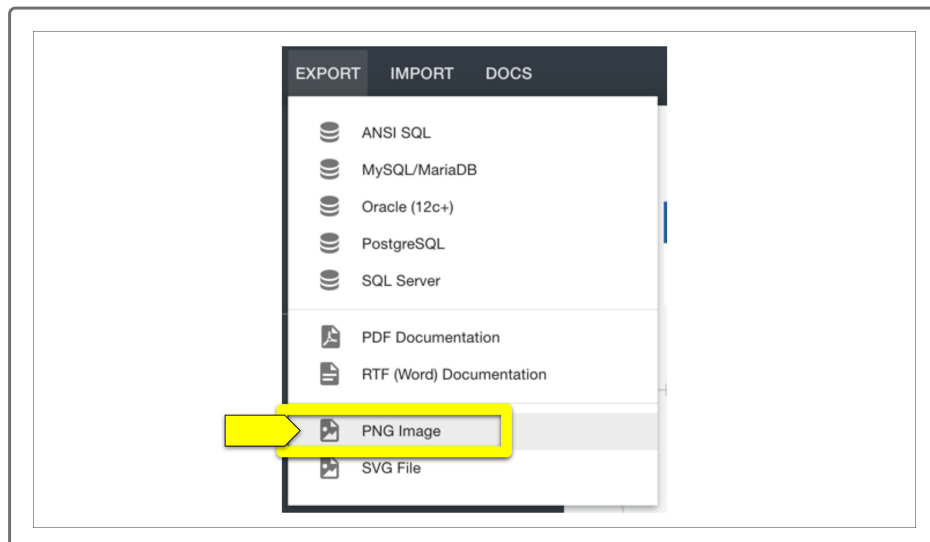 EXPORT IMPORT DOCS
ANSI SQL
MySQL/MariaDB
Oracle (12c+)
PostgreSQL
SQL Server
PDF Documentation
RTF (Word) Documentation
PNG Image
SVG File